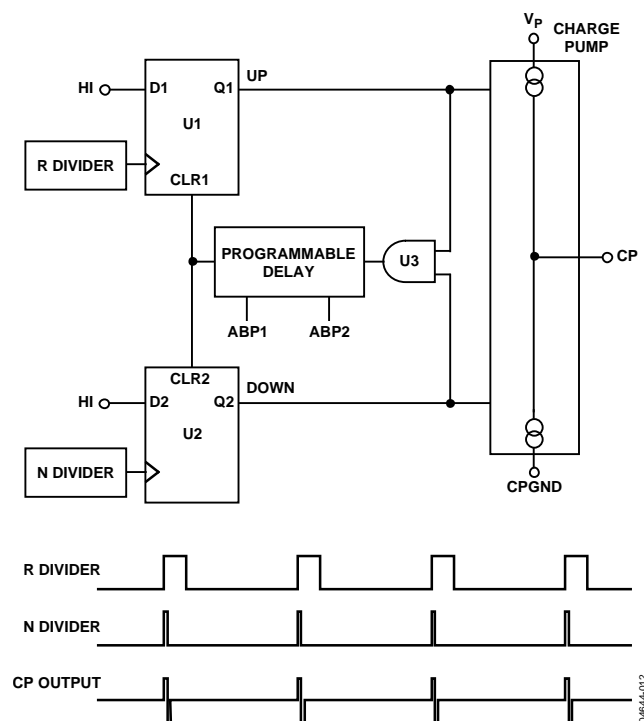 VP
CHARGE
PUMP
UP
HI
D1
Q1
U1
R DIVIDER
CLR1
PROGRAMMABLE
DELAY
U3
CP
ABP1
ABP2
CLR2
DOWN
HI
D2
Q2
U2
N DIVIDER
CPGND
R DIVIDER
N DIVIDER
CP OUTPUT